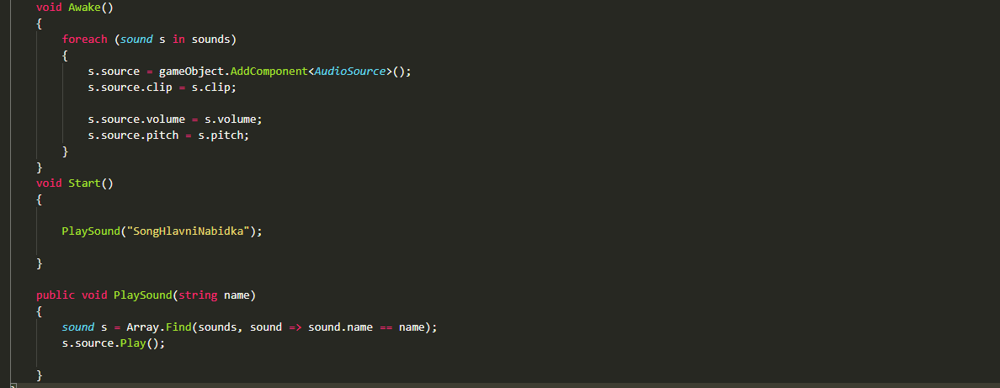 void Awake()
{
foreach (sound s in sounds)
{
s.source = gameObject.AddComponent<AudioSource>();
s.source.clip = s.clip;
s.source.volume = s.volume;
s.source.pitch = s.pitch;
}
}
void Start()
{
PlaySound("SongHlavniNabidka");
}
public void PlaySound(string name)
{
sound s = Array.Find(sounds, sound => sound.name == name);
s.source.Play();
}